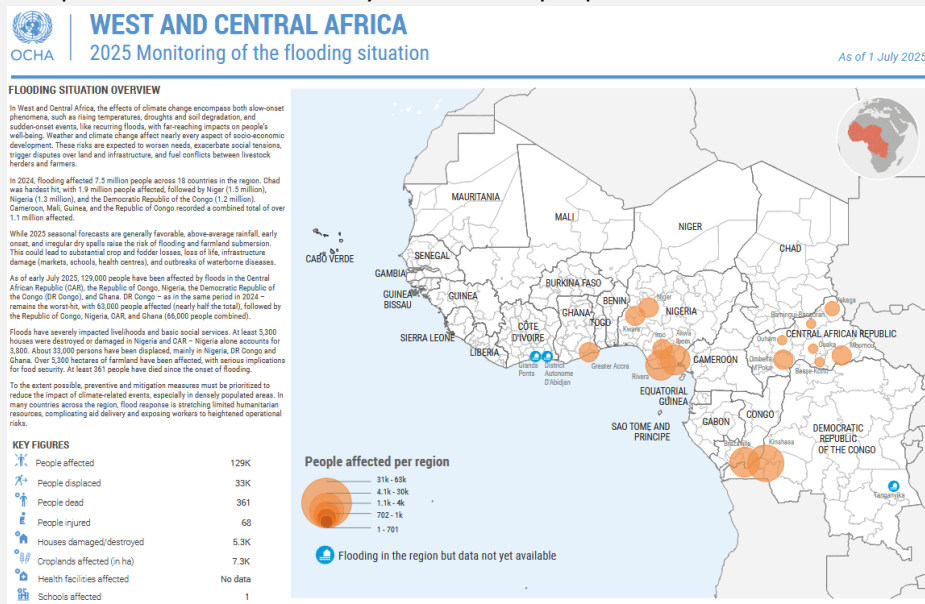 OCHA
WEST AND CENTRAL AFRICA
2025 Monitoring of the flooding situation
As of 1 July 2025
FLOODING SITUATION OVERVIEW
In West and Central Africa, the effects of climate change encompass both slow-onset
phenomena, such as rising temperatures, droughts and soil degradation, and
sudden-onset events, like recurring floods, with far-reaching impacts on people's
well-being. Weather and climate change affect nearly every aspect of socio-economic
development. These risks are expected to worsen needs, exacerbate social tensions,
trigger disputes over land and infrastructure, and fuel conflicts between livestock
herders and farmers.
In 2024, flooding affected 7.5 million people across 18 countries in the region. Chad
was hardest hit, with 1.9 million people affected, followed by Niger (1.5 million),
Nigeria (1.3 million), and the Democratic Republic of the Congo (1.2 million).
Cameroon, Mali, Guinea, and the Republic of Congo recorded a combined total of over
1.1 million affected.
While 2025 seasonal forecasts are generally favorable, above-average rainfall, early
onset, and irregular dry spells raise the risk of flooding and farmland submersion.
This could lead to substantial crop and fodder losses, loss of life, infrastructure
damage (markets, schools, health centres), and outbreaks of waterborne diseases.
As of early July 2025, 129,000 people have been affected by floods in the Central
African Republic (CAR), the Republic of Congo, Nigeria, the Democratic Republic of
the Congo (DR Congo), and Ghana. DR Congo – as in the same period in 2024 –
remains the worst-hit, with 63,000 people affected (nearly half the total), followed by
the Republic of Congo, Nigeria, CAR, and Ghana (66,000 people combined).
Floods have severely impacted livelihoods and basic social services. At least 5,300
houses were destroyed or damaged in Nigeria and CAR – Nigeria alone accounts for
3,800. About 33,000 persons have been displaced, mainly in Nigeria, DR Congo and
Ghana. Over 5,300 hectares of farmland have been affected, with serious implications
for food security. At least 361 people have died since the onset of flooding.
To the extent possible, preventive and mitigation measures must be prioritized to
reduce the impact of climate-related events, especially in densely populated areas. In
many countries across the region, flood response is stretching limited humanitarian
resources, complicating aid delivery and exposing workers to heightened operational
risks.
KEY FIGURES
People affected 129K
People displaced 33K
People dead 361
People injured 68
Houses damaged/destroyed 5.3K
Croplands affected (in ha) 7.3K
Health facilities affected No data
Schools affected 1
MAURITANIA
MALI
NIGER
CHAD
CABO VERDE
SENEGAL
GAMBIA
GUINEA
BISSAU
GUINEA
BURKINA FASO
BENIN
Niger
NIGERIA
Kwara
GHANA
TOGO
CÔTE
D'IVOIRE
SIERRA LEONE
LIBERIA
Grands
Ponts
District
Autonome
D'Abidjan
Greater Accra
Imo
Akwa
Ibom
Rivers
CAMEROON
Vakaga
Bamingui-Bangoran
CENTRAL AFRICAN REPUBLIC
Ouham
Ouaka
Mbomou
Ombella
M'Poko
Basse-Kotto
EQUATORIAL
GUINEA
SAO TOME AND
PRINCIPE
GABON
CONGO
DEMOCRATIC
REPUBLIC
OF THE CONGO
Brazzaville
Kinshasa
Tanganyika
People affected per region
31k - 63k
4.1k - 30k
1.1k - 4k
702 - 1k
1 - 701
Flooding in the region but data not yet available